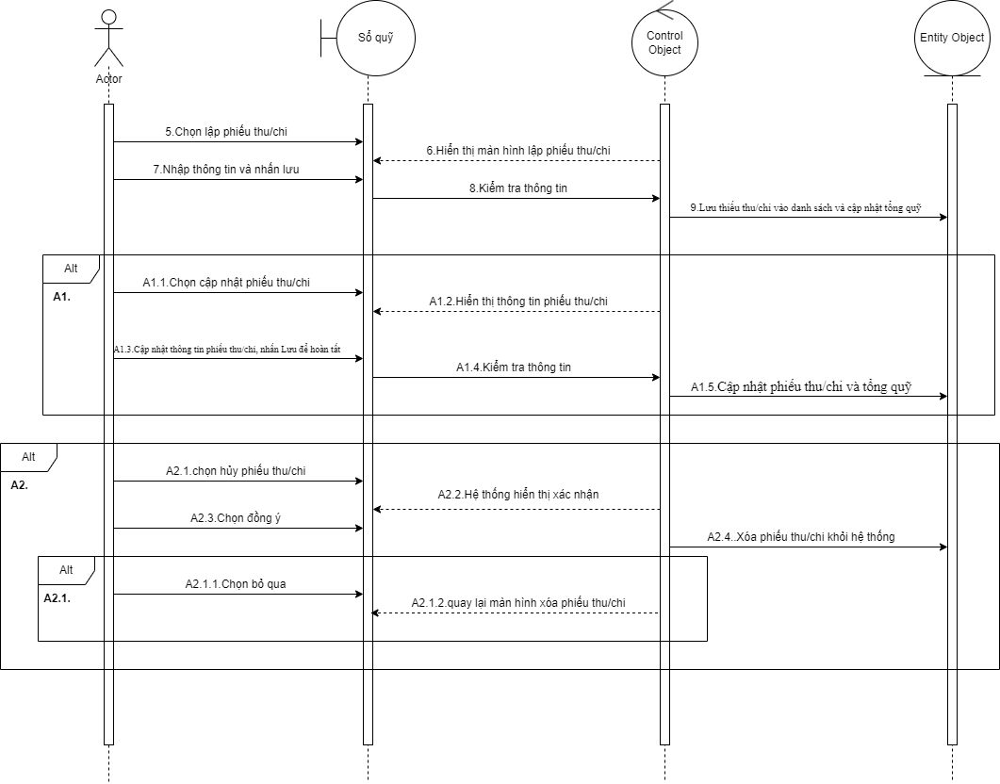 Actor
Sổ quỹ
Control
Object
Entity Object
5.Chọn lập phiếu thu/chi
6.Hiển thị màn hình lập phiếu thu/chi
7.Nhập thông tin và nhấn lưu
8.Kiểm tra thông tin
9.Lưu thiếu thu/chi vào danh sách và cập nhật tổng quỹ
Alt
A1.
A1.1.Chọn cập nhật phiếu thu/chi
A1.2.Hiển thị thông tin phiếu thu/chi
A1.3.Cập nhật thông tin phiếu thu/chi, nhấn Lưu để hoàn tất
A1.4.Kiểm tra thông tin
A1.5.Cập nhật phiếu thu/chi và tổng quỹ
Alt
A2.
A2.1.chọn hủy phiếu thu/chi
A2.2.Hệ thống hiển thị xác nhận
A2.3.Chọn đồng ý
A2.4..Xóa phiếu thu/chi khỏi hệ thống
Alt
A2.1.
A2.1.1.Chọn bỏ qua
A2.1.2.quay lại màn hình xóa phiếu thu/chi